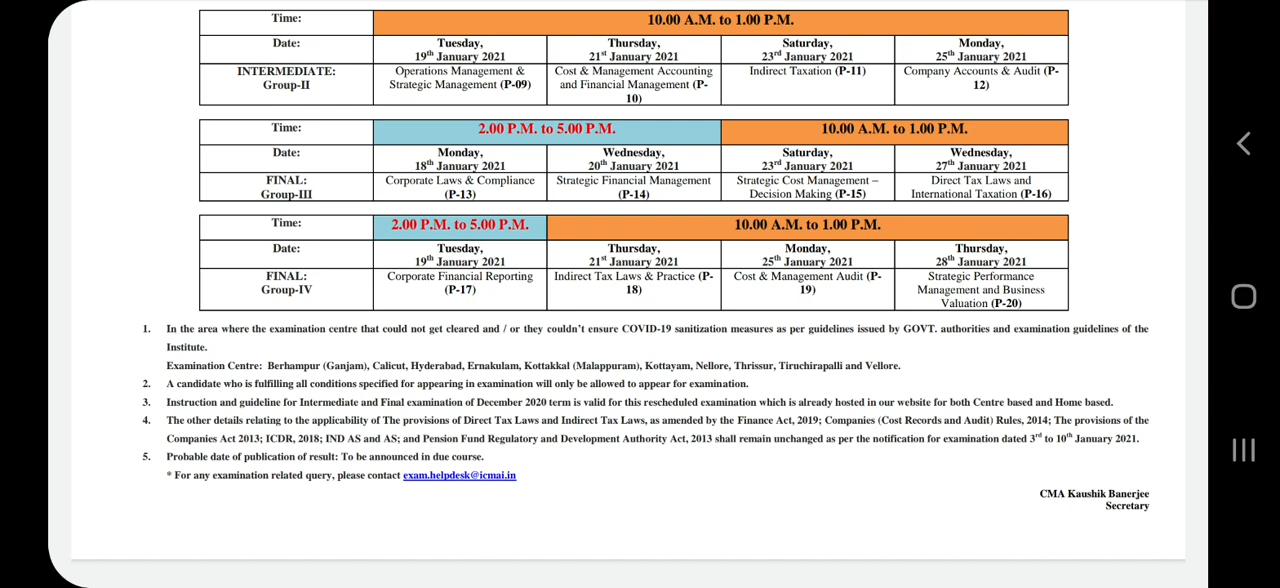 Time: 10.00 A.M. to 1.00 P.M.
Date: Tuesday, 19th January 2021 Thursday, 21st January 2021 Saturday, 23rd January 2021 Monday, 25th January 2021
INTERMEDIATE: Group-II Operations Management & Strategic Management (P-09) Cost & Management Accounting and Financial Management (P-10) Indirect Taxation (P-11) Company Accounts & Audit (P-12)
Time: 2.00 P.M. to 5.00 P.M. 10.00 A.M. to 1.00 P.M.
Date: Monday, 18th January 2021 Wednesday, 20th January 2021 Saturday, 23rd January 2021 Wednesday, 27th January 2021
FINAL: Group-III Corporate Laws & Compliance (P-13) Strategic Financial Management (P-14) Strategic Cost Management – Decision Making (P-15) Direct Tax Laws and International Taxation (P-16)
Time: 2.00 P.M. to 5.00 P.M. 10.00 A.M. to 1.00 P.M.
Date: Tuesday, 19th January 2021 Thursday, 21st January 2021 Monday, 25th January 2021 Thursday, 28th January 2021
FINAL: Group-IV Corporate Financial Reporting (P-17) Indirect Tax Laws & Practice (P-18) Cost & Management Audit (P-19) Strategic Performance Management and Business Valuation (P-20)
1. In the area where the examination centre that could not get cleared and / or they couldn't ensure COVID-19 sanitization measures as per guidelines issued by GOVT. authorities and examination guidelines of the
Institute.
Examination Centre: Berhampur (Ganjam), Calicut, Hyderabad, Ernakulam, Kottakkal (Malappuram), Kottayam, Nellore, Thrissur, Tiruchirapalli and Vellore.
2. A candidate who is fulfilling all conditions specified for appearing in examination will only be allowed to appear for examination.
3. Instruction and guideline for Intermediate and Final examination of December 2020 term is valid for this rescheduled examination which is already hosted in our website for both Centre based and Home based.
4. The other details relating to the applicability of The provisions of Direct Tax Laws and Indirect Tax Laws, as amended by the Finance Act, 2019; Companies (Cost Records and Audit) Rules, 2014; The provisions of the
Companies Act 2013; ICDR, 2018; IND AS and AS; and Pension Fund Regulatory and Development Authority Act, 2013 shall remain unchanged as per the notification for examination dated 3rd to 10th January 2021.
5. Probable date of publication of result: To be announced in due course.
* For any examination related query, please contact exam.helpdesk@icmai.in
CMA Kaushik Banerjee
Secretary